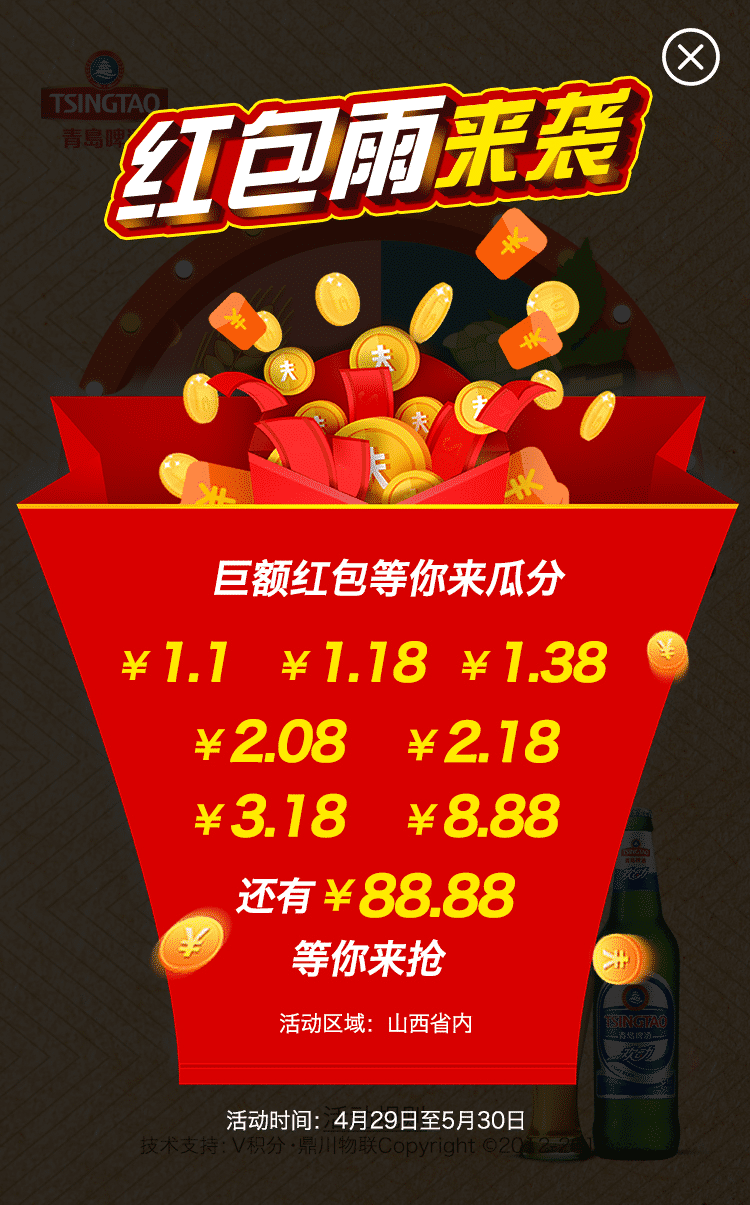 TSINGTAO
红包雨来袭
巨额红包等你来瓜分
￥1.1 ￥1.18 ￥1.38
￥2.08 ￥2.18
￥3.18 ￥8.88
还有￥88.88
等你来抢
活动区域：山西省内
TSINGTAO
青岛啤酒
活动时间：4月29日至5月30日
技术支持：V积分·鼎川物联Copyright ©2012-201